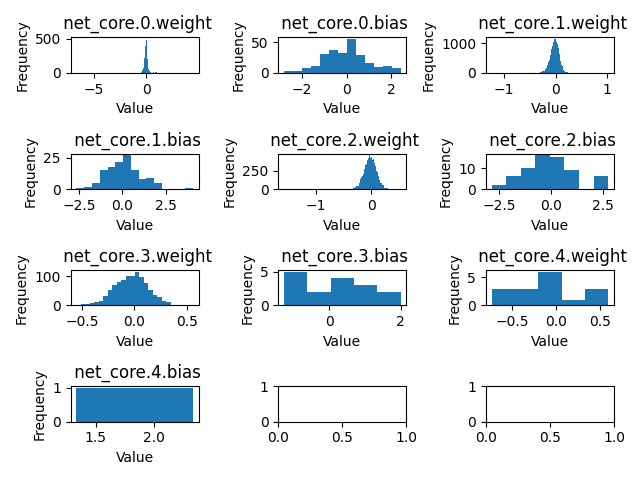 net_core.0.weight
net_core.0.bias
net_core.1.weight
Frequency
500
0
−5
0
Value
Frequency
50
0
−2
0
2
Value
Frequency
1000
0
−1
0
1
Value
net_core.1.bias
net_core.2.weight
net_core.2.bias
Frequency
25
0
−2.5
0.0
2.5
Value
Frequency
250
0
−1
0
Value
Frequency
10
0
−2.5
0.0
2.5
Value
net_core.3.weight
net_core.3.bias
net_core.4.weight
Frequency
100
0
−0.5
0.0
0.5
Value
Frequency
5
0
0
2
Value
Frequency
5
0
−0.5
0.0
0.5
Value
net_core.4.bias
Frequency
1
0
1.5
2.0
Value
1
0
0.0
0.5
1.0
1
0
0.0
0.5
1.0